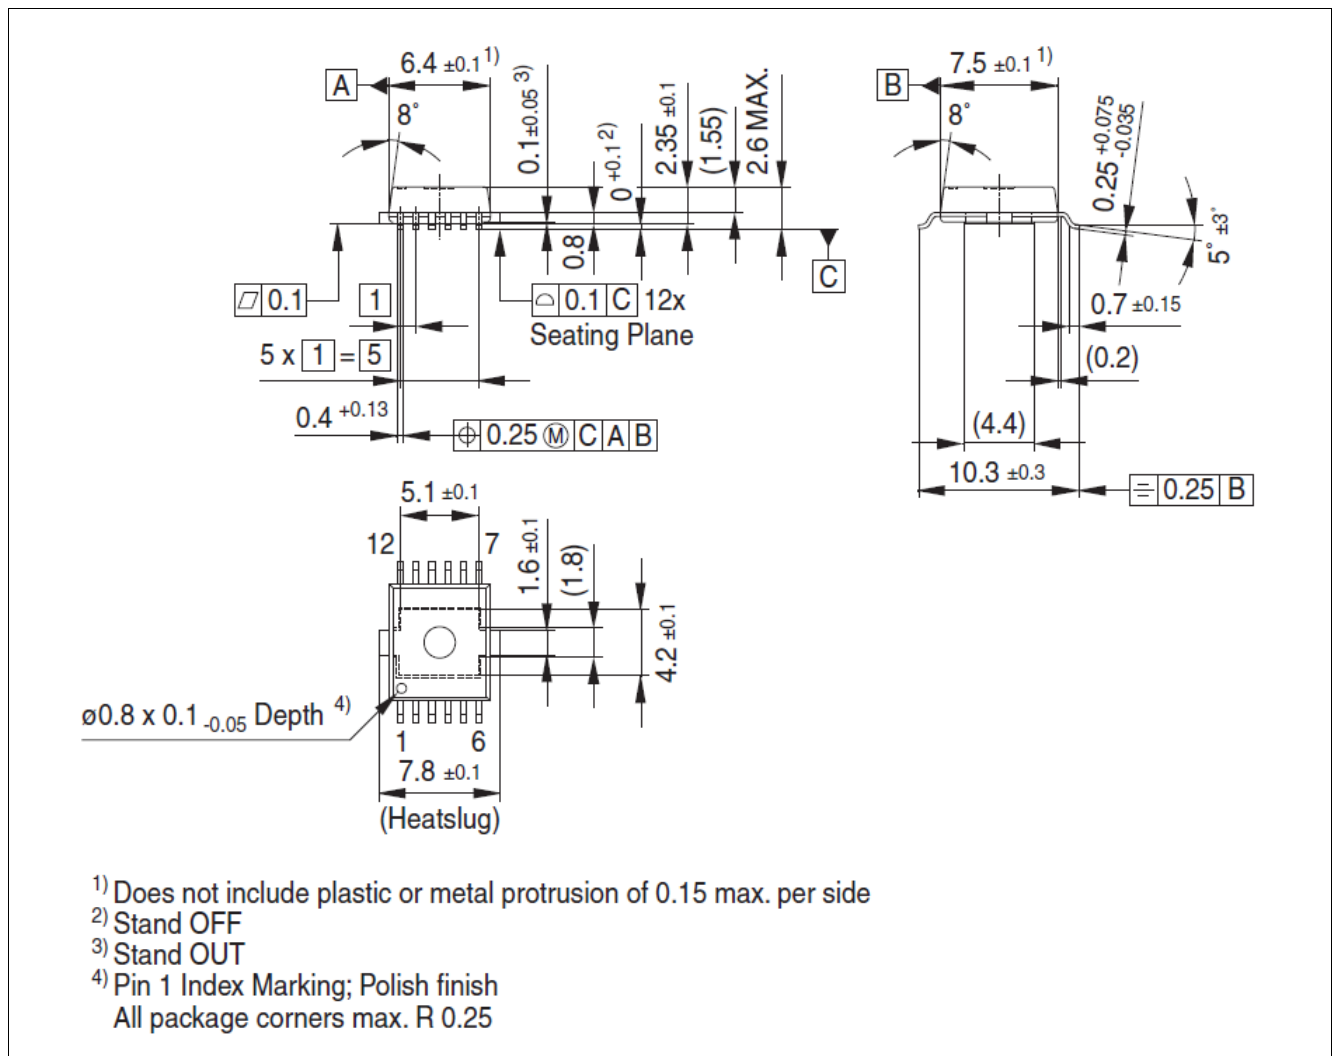 A
6.4 ±0.1 1)
8°
0.1±0.05 3)
0 +0.1 2)
2.35 ±0.1
(1.55)
2.6 MAX.
0.8
C
⏥ 0.1
1
⌓ 0.1 C 12x
Seating Plane
5 x 1 = 5
0.4 +0.13
⌖ 0.25 Ⓜ C A B
B
7.5 ±0.1 1)
8°
0.25 +0.075 -0.035
5° ±3°
0.7 ±0.15
(0.2)
(4.4)
10.3 ±0.3
⌯ 0.25 B
5.1 ±0.1
12
7
1.6 ±0.1
(1.8)
4.2 ±0.1
ø0.8 x 0.1 -0.05 Depth 4)
1
6
7.8 ±0.1
(Heatslug)
1) Does not include plastic or metal protrusion of 0.15 max. per side
2) Stand OFF
3) Stand OUT
4) Pin 1 Index Marking; Polish finish
All package corners max. R 0.25